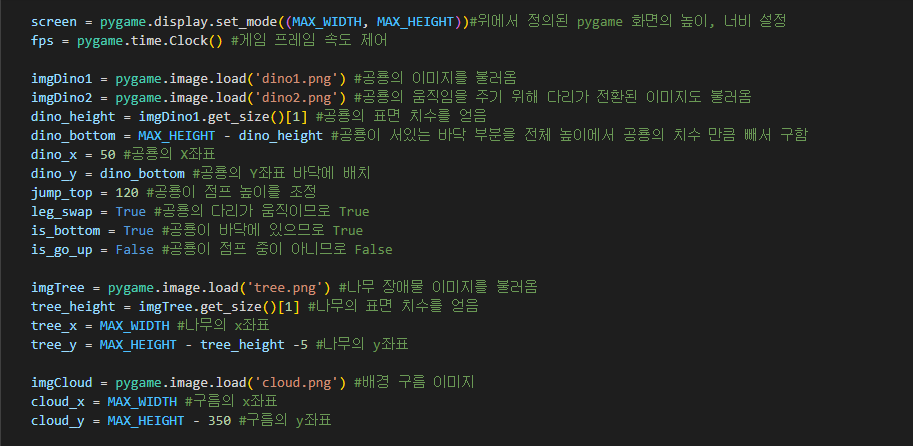 screen = pygame.display.set_mode((MAX_WIDTH, MAX_HEIGHT))#위에서 정의된 pygame 화면의 높이, 너비 설정
fps = pygame.time.Clock() #게임 프레임 속도 제어
imgDino1 = pygame.image.load('dino1.png') #공룡의 이미지를 불러옴
imgDino2 = pygame.image.load('dino2.png') #공룡의 움직임을 주기 위해 다리가 전환된 이미지도 불러옴
dino_height = imgDino1.get_size()[1] #공룡의 표면 치수를 얻음
dino_bottom = MAX_HEIGHT - dino_height #공룡이 서있는 바닥 부분을 전체 높이에서 공룡의 치수 만큼 빼서 구함
dino_x = 50 #공룡의 X좌표
dino_y = dino_bottom #공룡의 Y좌표 바닥에 배치
jump_top = 120 #공룡이 점프 높이를 조정
leg_swap = True #공룡의 다리가 움직이므로 True
is_bottom = True #공룡이 바닥에 있으므로 True
is_go_up = False #공룡이 점프 중이 아니므로 False
imgTree = pygame.image.load('tree.png') #나무 장애물 이미지를 불러옴
tree_height = imgTree.get_size()[1] #나무의 표면 치수를 얻음
tree_x = MAX_WIDTH #나무의 x좌표
tree_y = MAX_HEIGHT - tree_height -5 #나무의 y좌표
imgCloud = pygame.image.load('cloud.png') #배경 구름 이미지
cloud_x = MAX_WIDTH #구름의 x좌표
cloud_y = MAX_HEIGHT - 350 #구름의 y좌표